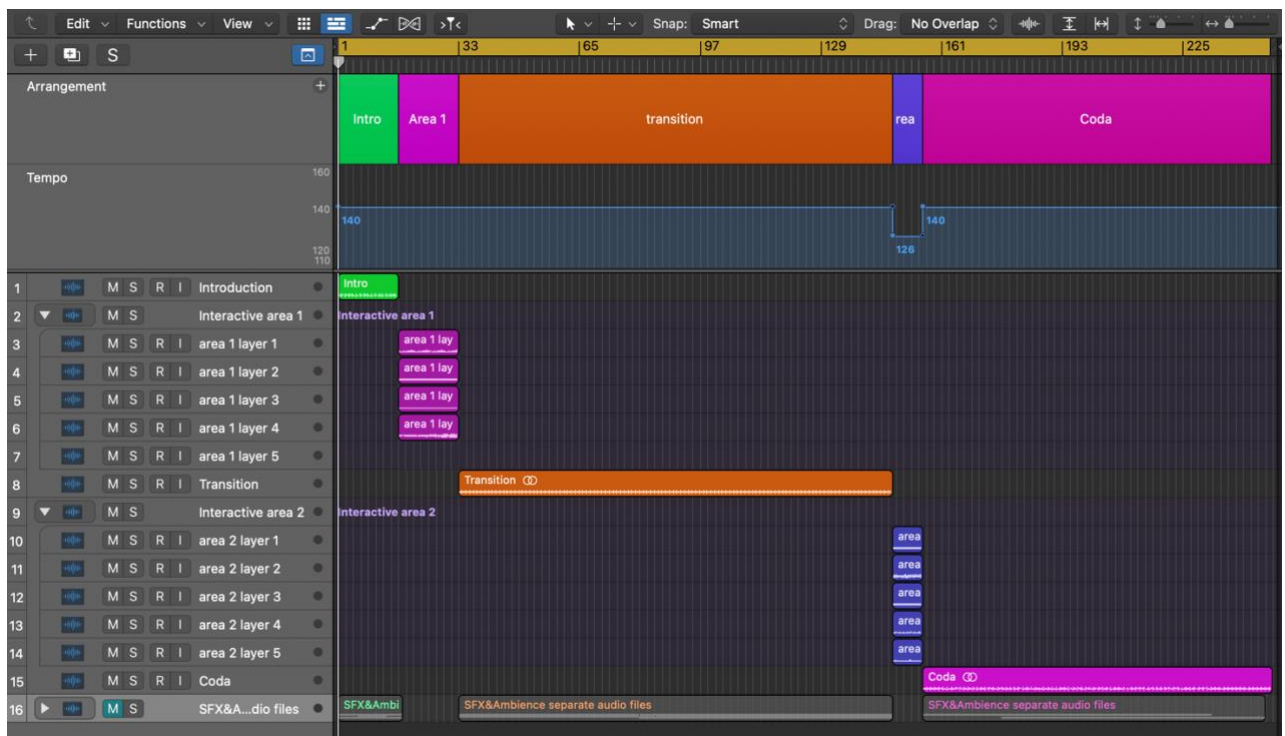 Edit Functions View Snap: Smart Drag: No Overlap
S 1 33 65 97 129 161 193 225
Arrangement
Intro Area 1 transition rea Coda
Tempo 160
140 140 140
120 126
110
1 M S R I Introduction Intro
2 M S Interactive area 1 Interactive area 1
3 M S R I area 1 layer 1 area 1 lay
4 M S R I area 1 layer 2 area 1 lay
5 M S R I area 1 layer 3 area 1 lay
6 M S R I area 1 layer 4 area 1 lay
7 M S R I area 1 layer 5
8 M S R I Transition Transition
9 M S Interactive area 2 Interactive area 2
10 M S R I area 2 layer 1 area
11 M S R I area 2 layer 2 area
12 M S R I area 2 layer 3 area
13 M S R I area 2 layer 4 area
14 M S R I area 2 layer 5 area
15 M S R I Coda Coda
16 M S SFX&A...dio files SFX&Ambi SFX&Ambience separate audio files SFX&Ambience separate audio files